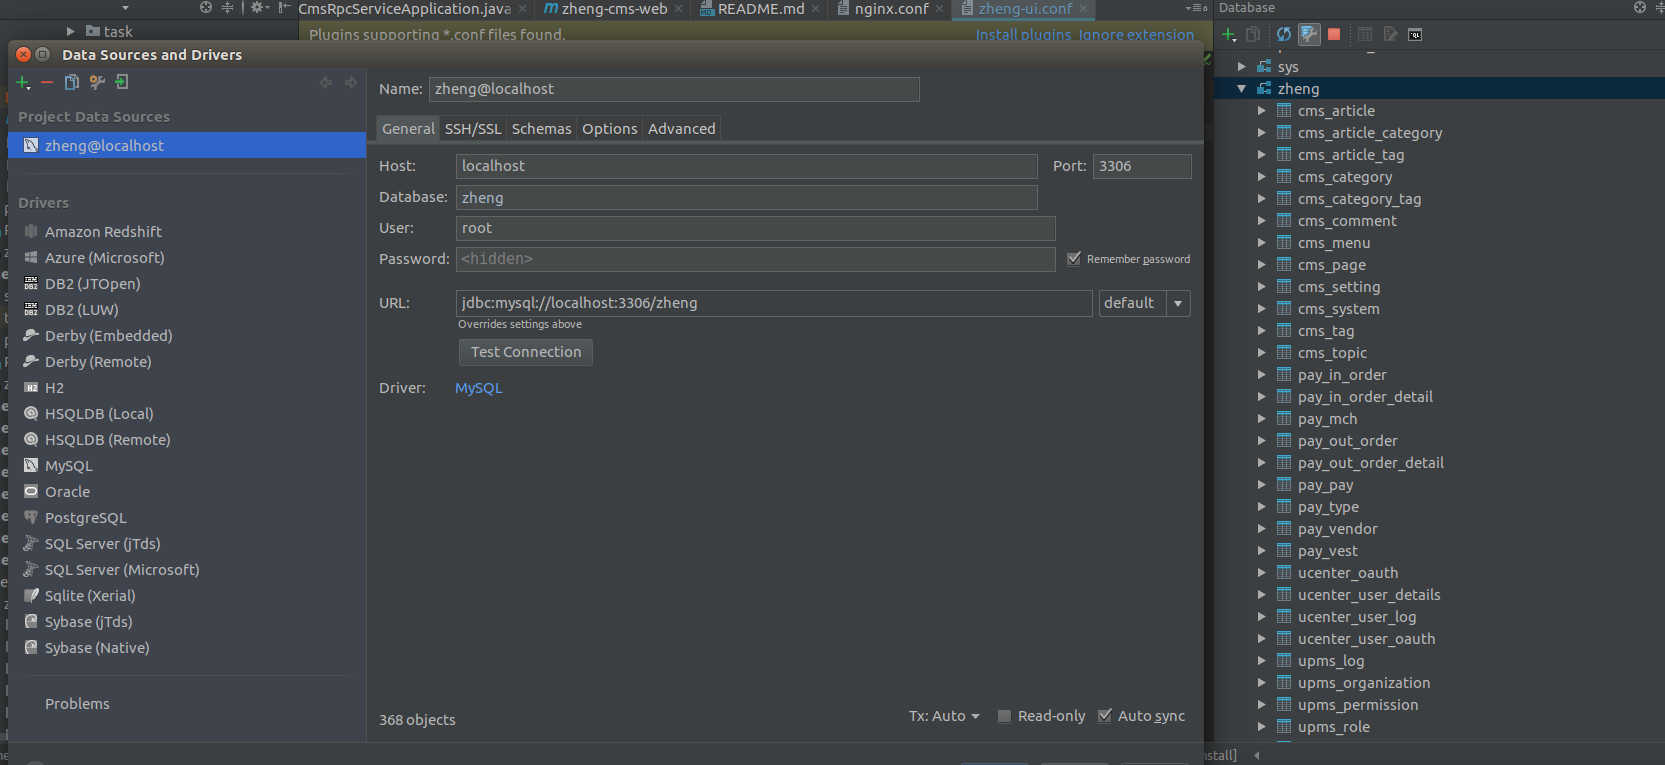 CmsRpcServiceApplication.java
zheng-cms-web
README.md
nginx.conf
zheng-ui.conf
Database
task
Plugins supporting *.conf files found.
Install plugins
Ignore extension
Data Sources and Drivers
Project Data Sources
zheng@localhost
Drivers
Amazon Redshift
Azure (Microsoft)
DB2 (JTOpen)
DB2 (LUW)
Derby (Embedded)
Derby (Remote)
H2
HSQLDB (Local)
HSQLDB (Remote)
MySQL
Oracle
PostgreSQL
SQL Server (jTds)
SQL Server (Microsoft)
Sqlite (Xerial)
Sybase (jTds)
Sybase (Native)
Problems
Name: zheng@localhost
General SSH/SSL Schemas Options Advanced
Host: localhost Port: 3306
Database: zheng
User: root
Password: <hidden> Remember password
URL: jdbc:mysql://localhost:3306/zheng default
Overrides settings above
Test Connection
Driver: MySQL
368 objects
Tx: Auto Read-only Auto sync
sys
zheng
cms_article
cms_article_category
cms_article_tag
cms_category
cms_category_tag
cms_comment
cms_menu
cms_page
cms_setting
cms_system
cms_tag
cms_topic
pay_in_order
pay_in_order_detail
pay_mch
pay_out_order
pay_out_order_detail
pay_pay
pay_type
pay_vendor
pay_vest
ucenter_oauth
ucenter_user_details
ucenter_user_log
ucenter_user_oauth
upms_log
upms_organization
upms_permission
upms_role
nstall]